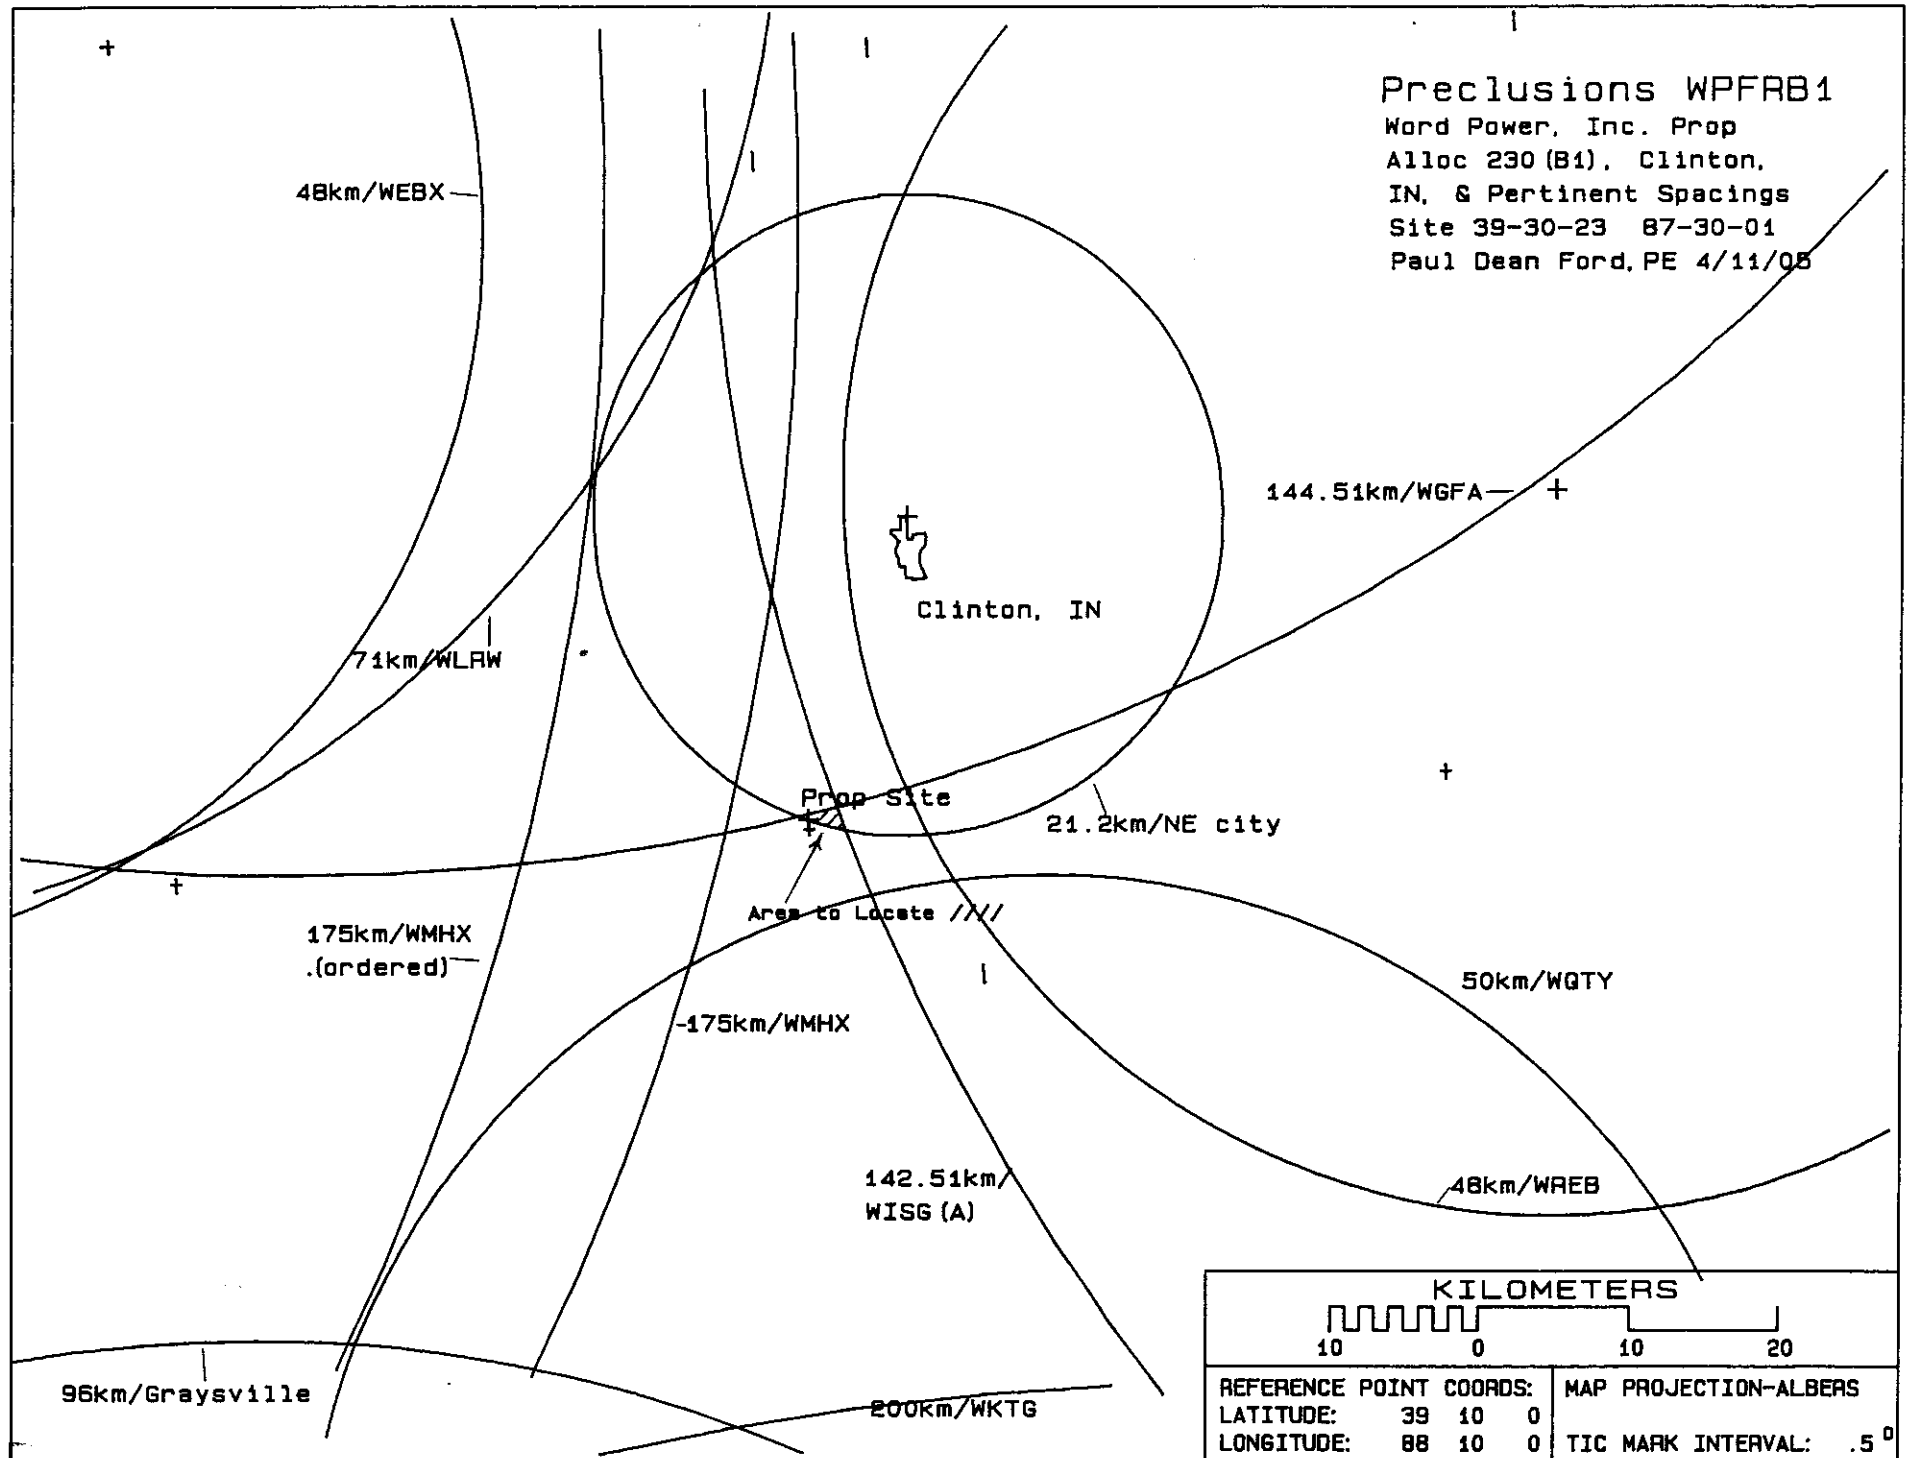 Preclusions WPFRB1
Word Power, Inc. Prop
Alloc 230 (B1), Clinton,
IN, & Pertinent Spacings
Site 39-30-23 87-30-01
Paul Dean Ford, PE 4/11/05
48km/WEBX
144.51km/WGFA
Clinton, IN
71km/WLRW
Prop Site
21.2km/NE city
Area to Locate ////
175km/WMHX
.(ordered)
50km/WQTY
-175km/WMHX
142.51km/
WISG (A)
48km/WREB
96km/Graysville
200km/WKTG
KILOMETERS
10 0 10 20
REFERENCE POINT COORDS:
LATITUDE: 39 10 0
LONGITUDE: 88 10 0
MAP PROJECTION-ALBERS
TIC MARK INTERVAL: .5°